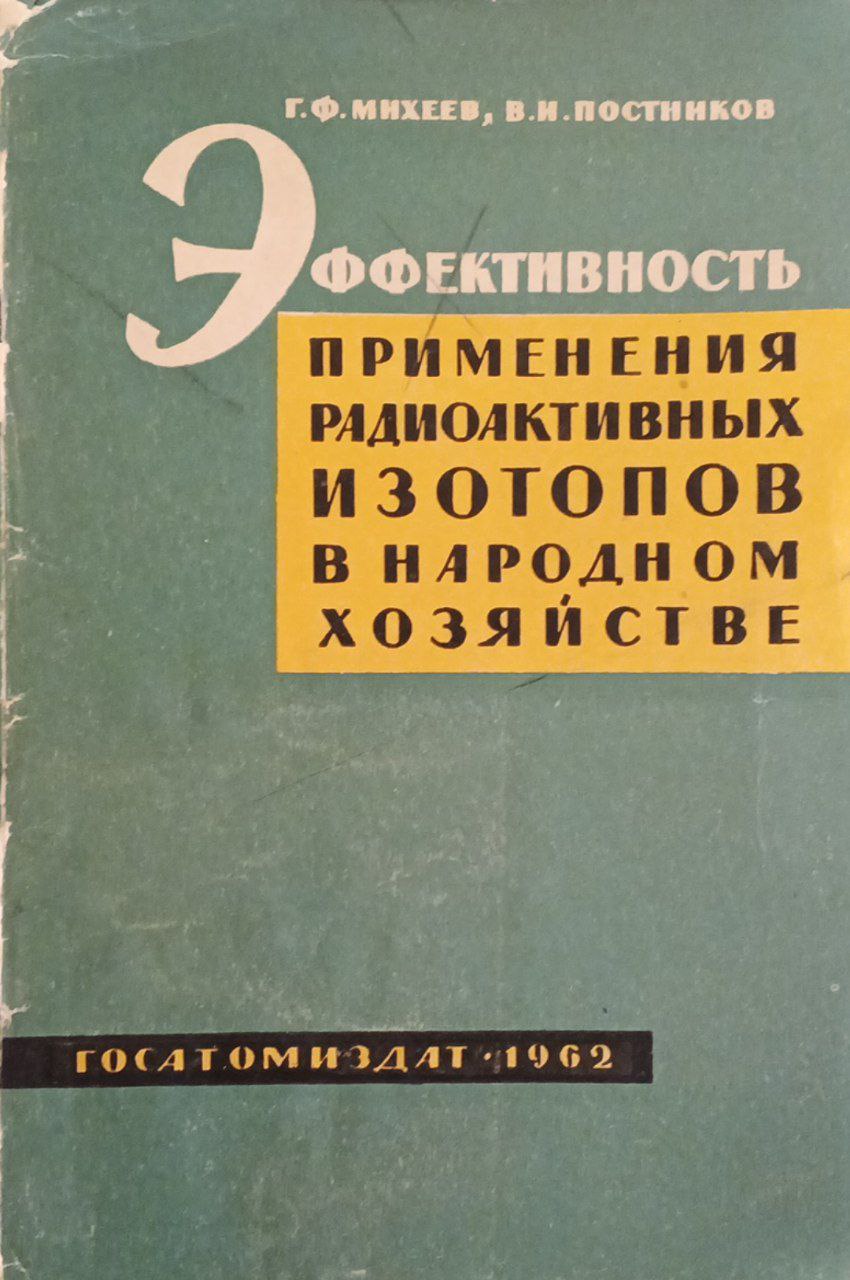 Г.Ф.МИХЕЕВ, В.И.ПОСТНИКОВ
ЭФФЕКТИВНОСТЬ
ПРИМЕНЕНИЯ
РАДИОАКТИВНЫХ
ИЗОТОПОВ
В НАРОДНОМ
ХОЗЯЙСТВЕ
ГОСАТОМИЗДАТ · 1962